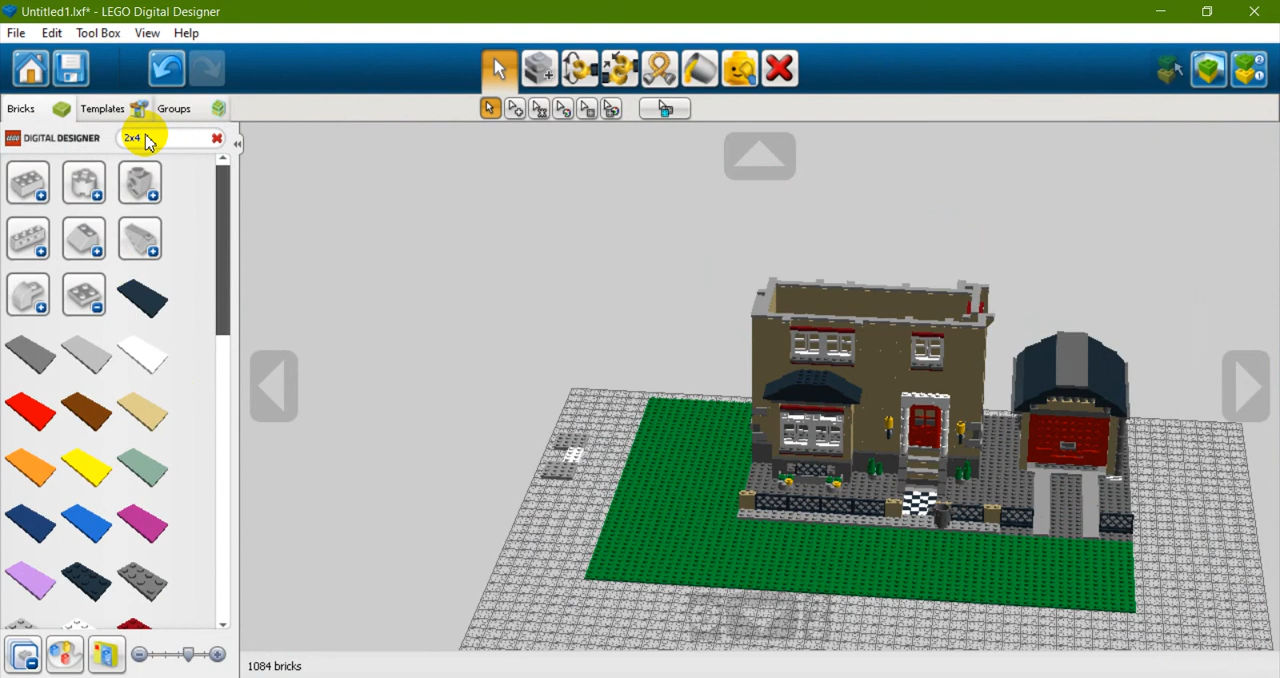 Untitled1.lxf* - LEGO Digital Designer
File Edit Tool Box View Help
Bricks Templates Groups
LEGO DIGITAL DESIGNER 2x4
1084 bricks